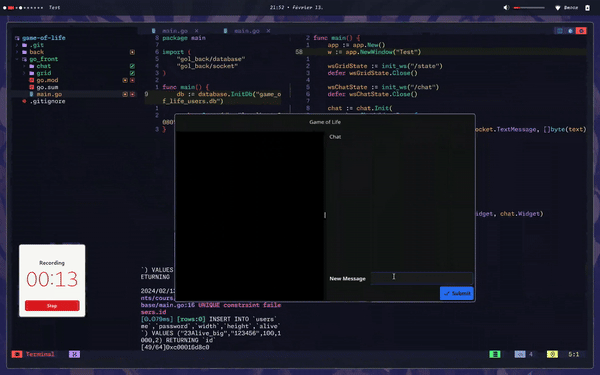 Test
21:52 • Février 13.
game-of-life
.git
back
go_front
chat
grid
go.mod
go.sum
main.go
.gitignore
main.go
main.go
package main
import (
"gol_back/database"
"gol_back/socket"
)
func main() {
db := database.InitDb("game_o
f_life_users.db")
func main() {
app := app.New()
58 w := app.NewWindow("Test")
wsGridState := init_ws("/state")
defer wsGridState.Close()
wsChatState := init_ws("/chat")
defer wsChatState.Close()
chat := chat.Init(
ocket.TextMessage, []byte(text)
idget, chat.Widget)
Game of Life
Chat
New Message
Submit
Recording
00:13
Stop
`) VALUES
ETURNING
2024/02/1
nts/cours
base/main.go:16 UNIQUE constraint faile
sers.id
[0.079ms] [rows:0] INSERT INTO `users`
me`,`password`,`width`,`height`,`alive`
`) VALUES ("23Alive_big","123456",100,1
000,2) RETURNING `id`
[49/64]0xc00016d8c0
Terminal
4
5:1